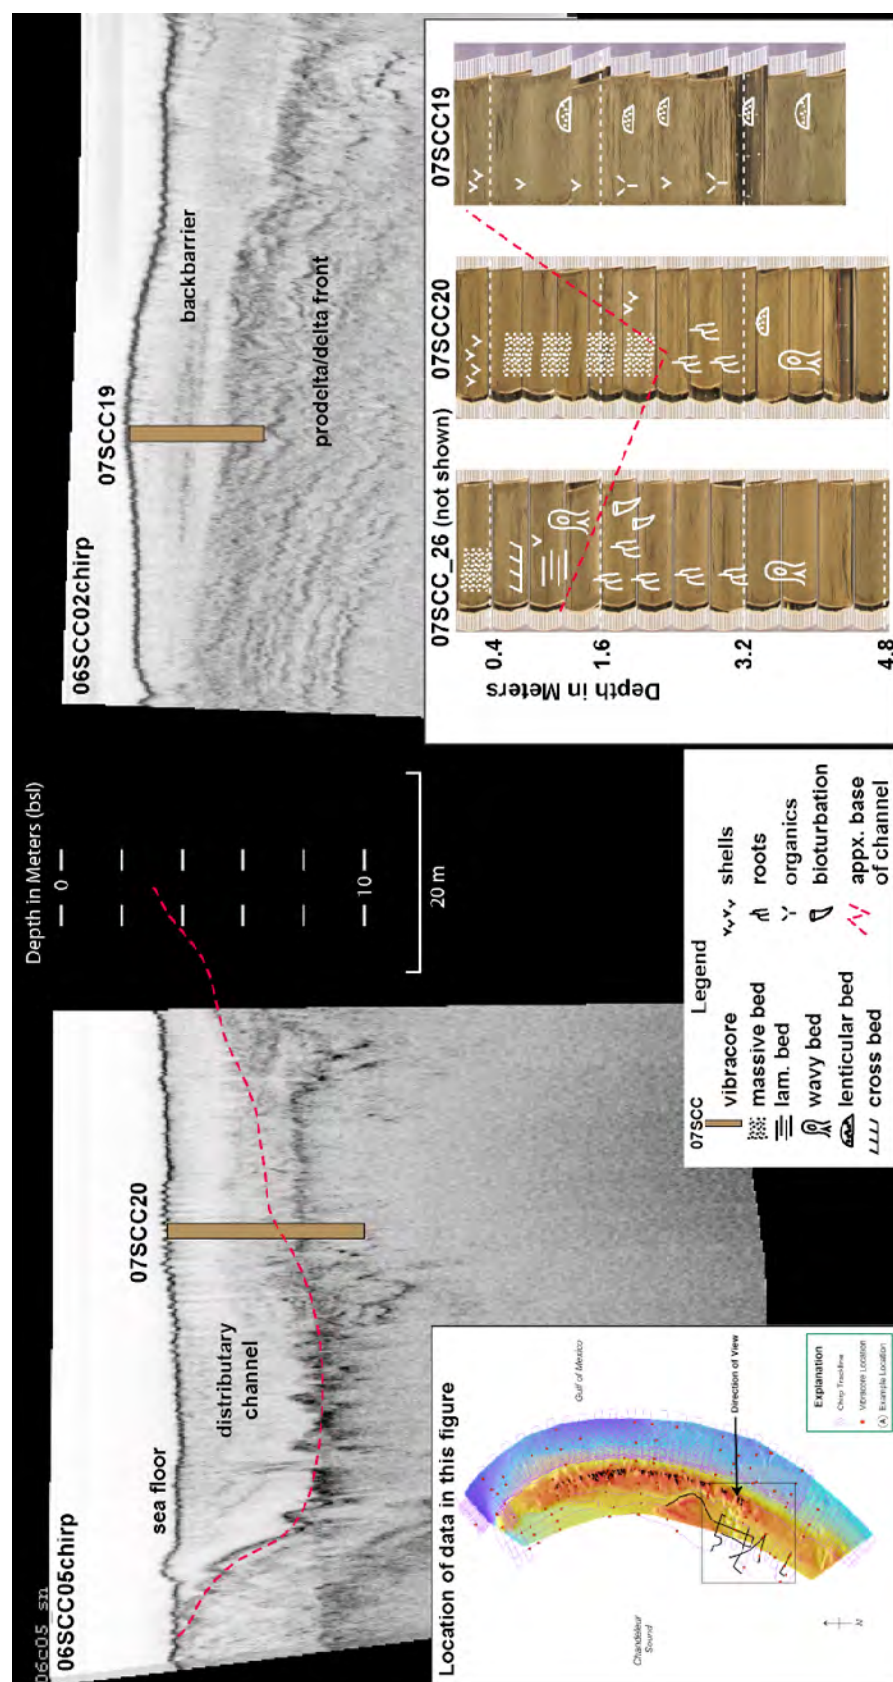 06c05_sn
06SCC05chirp
sea floor
distributary
channel
07SCC20
Depth in Meters (bsl)
0
10
20 m
06SCC02chirp
07SCC19
backbarrier
prodelta/delta front
Location of data in this figure
Gulf of Mexico
Chandeleur
Sound
Direction of View
N
Explanation
Chirp Trackline
Vibracore Location
(A) Example Location
07SCC
Legend
vibracore
massive bed
lam. bed
wavy bed
lenticular bed
cross bed
shells
roots
organics
bioturbation
appx. base
of channel
07SCC_26 (not shown)
07SCC20
07SCC19
Depth in Meters
0.4
1.6
3.2
4.8